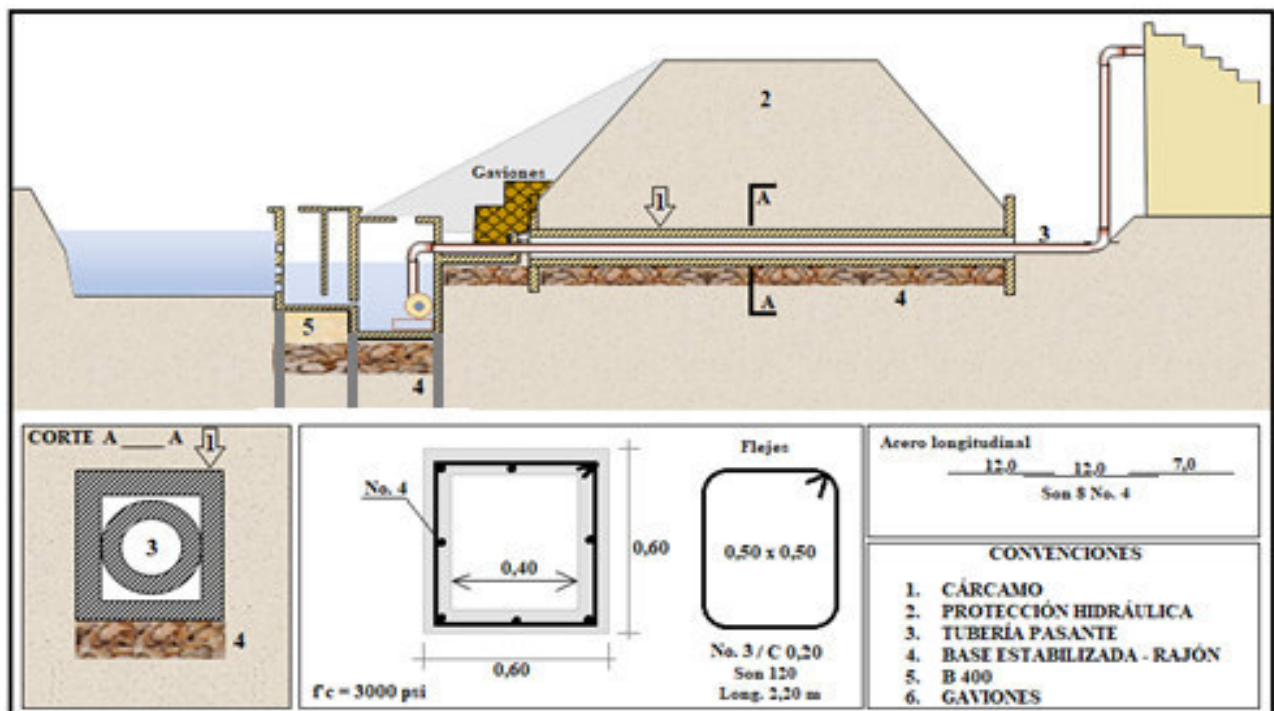 2
Gaviones
1
A
3
A
4
5
4
CORTE A ____ A 1
3
4
No. 4
0,40
0,60
0,60
f'c = 3000 psi
Flejes
0,50 x 0,50
No. 3 / C 0,20
Son 120
Long. 2,20 m
Acero longitudinal
12,0 12,0 7,0
Son 8 No. 4
CONVENCIONES
1. CÁRCAMO
2. PROTECCIÓN HIDRÁULICA
3. TUBERÍA PASANTE
4. BASE ESTABILIZADA - RAJÓN
5. B 400
6. GAVIONES